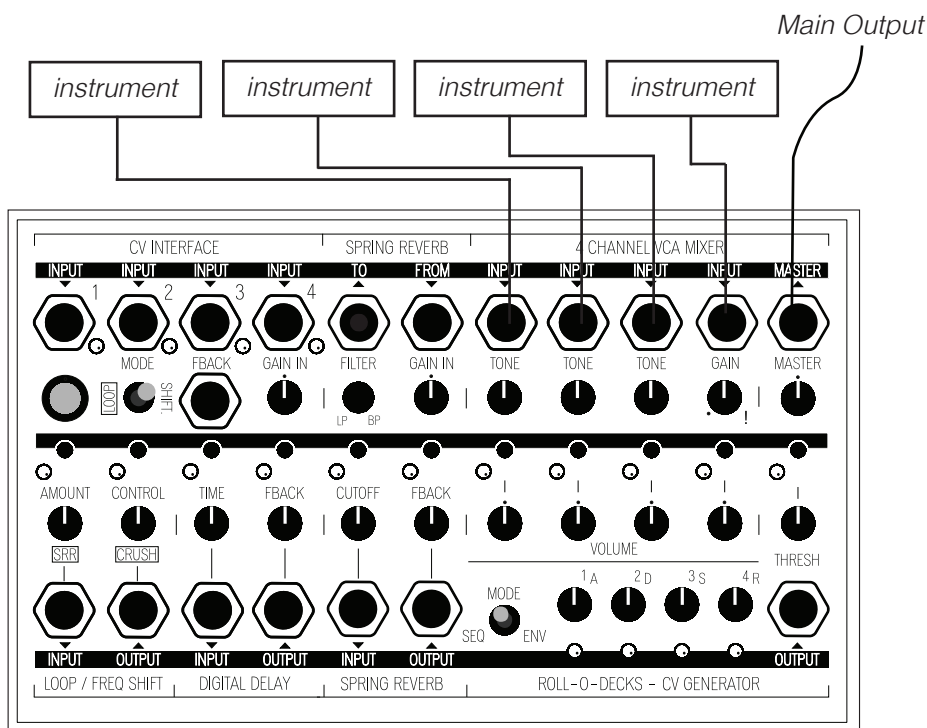 Main Output
instrument instrument instrument instrument
CV INTERFACE SPRING REVERB 4 CHANNEL VCA MIXER
INPUT INPUT INPUT INPUT TO FROM INPUT INPUT INPUT INPUT MASTER
1 2 3 4
MODE FBACK GAIN IN FILTER GAIN IN TONE TONE TONE GAIN MASTER
LOOP SHIFT.
LP BP !
AMOUNT CONTROL TIME FBACK CUTOFF FBACK
SRR CRUSH VOLUME THRESH
1 A 2 D 3 S 4 R
MODE
SEQ ENV
INPUT OUTPUT INPUT OUTPUT INPUT OUTPUT OUTPUT
LOOP / FREQ SHIFT DIGITAL DELAY SPRING REVERB ROLL-O-DECKS - CV GENERATOR